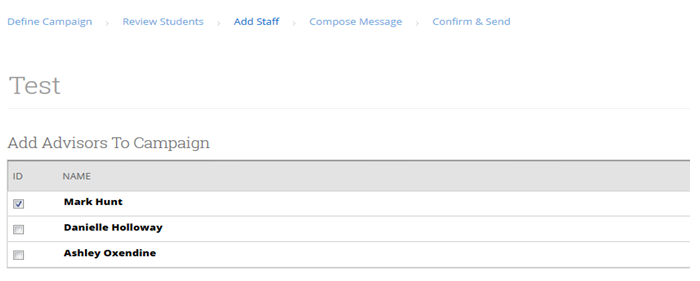 Define Campaign › Review Students › Add Staff › Compose Message › Confirm & Send
Test
Add Advisors To Campaign
ID NAME
Mark Hunt
Danielle Holloway
Ashley Oxendine